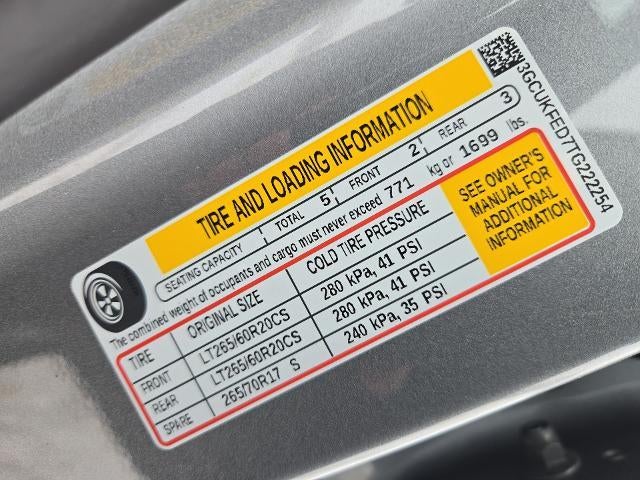 TIRE AND LOADING INFORMATION
SEATING CAPACITY TOTAL 5 FRONT 2 REAR 3
The combined weight of occupants and cargo must never exceed 771 kg or 1699 lbs.
TIRE ORIGINAL SIZE COLD TIRE PRESSURE
FRONT LT265/60R20CS 280 kPa, 41 PSI
REAR LT265/60R20CS 280 kPa, 41 PSI
SPARE 265/70R17 S 240 kPa, 35 PSI
SEE OWNER'S
MANUAL FOR
ADDITIONAL
INFORMATION
3GCUKFED7TG222254